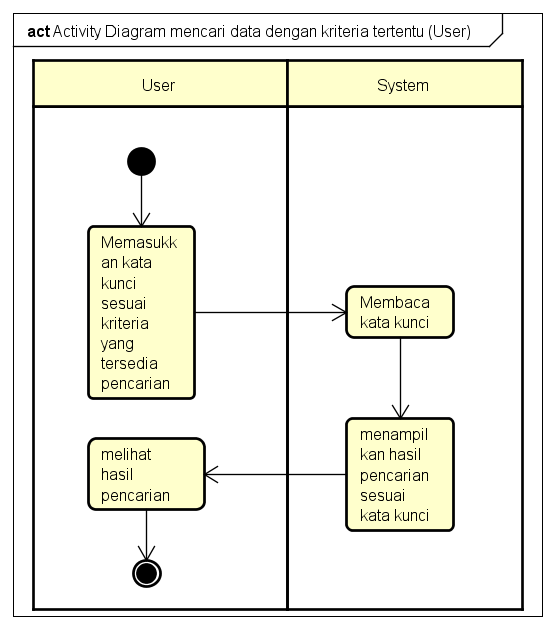 act Activity Diagram mencari data dengan kriteria tertentu (User)
User
System
Memasukk
an kata
kunci
sesuai
kriteria
yang
tersedia
pencarian
Membaca
kata kunci
menampil
kan hasil
pencarian
sesuai
kata kunci
melihat
hasil
pencarian